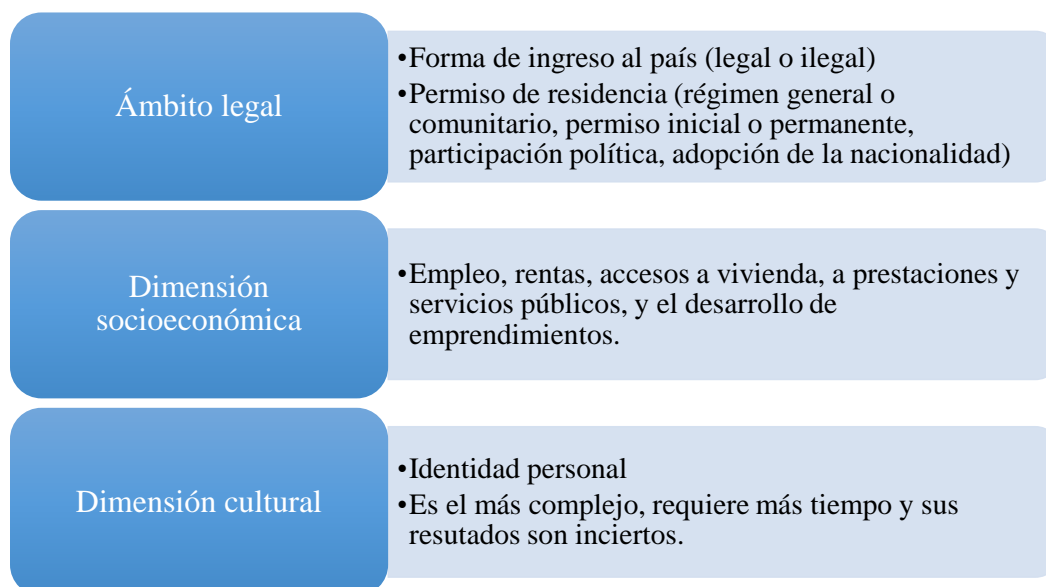 Ámbito legal
•Forma de ingreso al país (legal o ilegal)
•Permiso de residencia (régimen general o
comunitario, permiso inicial o permanente,
participación política, adopción de la nacionalidad)
Dimensión
socioeconómica
•Empleo, rentas, accesos a vivienda, a prestaciones y
servicios públicos, y el desarrollo de
emprendimientos.
Dimensión cultural
•Identidad personal
•Es el más complejo, requiere más tiempo y sus
resutados son inciertos.